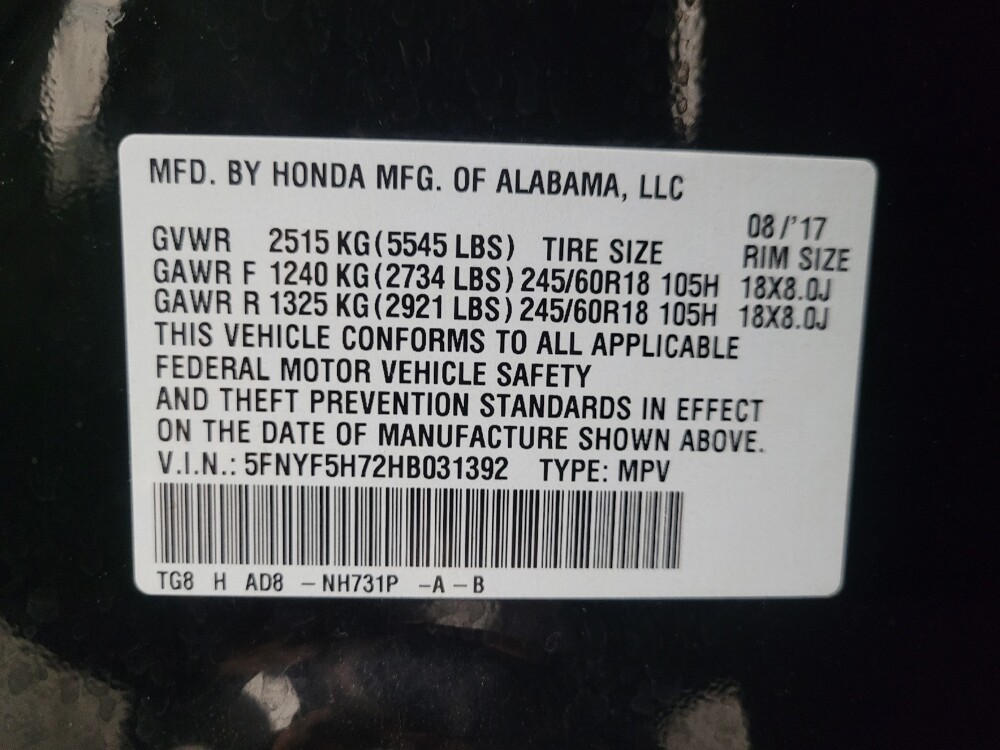 MFD. BY HONDA MFG. OF ALABAMA, LLC
08/'17
GVWR 2515 KG (5545 LBS) TIRE SIZE RIM SIZE
GAWR F 1240 KG (2734 LBS) 245/60R18 105H 18X8.0J
GAWR R 1325 KG (2921 LBS) 245/60R18 105H 18X8.0J
THIS VEHICLE CONFORMS TO ALL APPLICABLE
FEDERAL MOTOR VEHICLE SAFETY
AND THEFT PREVENTION STANDARDS IN EFFECT
ON THE DATE OF MANUFACTURE SHOWN ABOVE.
V.I.N.: 5FNYF5H72HB031392 TYPE: MPV
TG8 H AD8 – NH731P –A – B